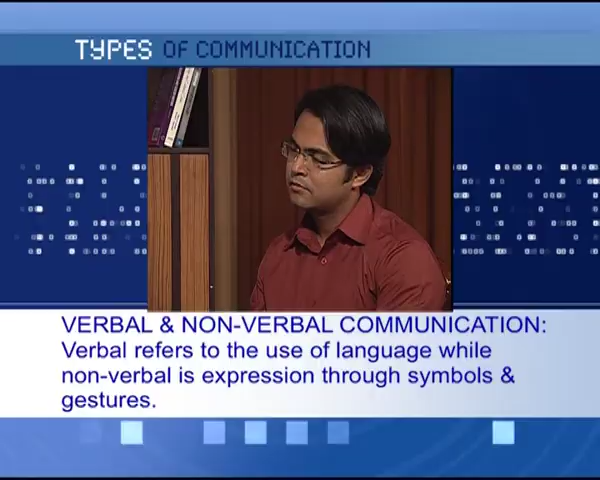 TYPES OF COMMUNICATION
VERBAL & NON-VERBAL COMMUNICATION:
Verbal refers to the use of language while
non-verbal is expression through symbols &
gestures.